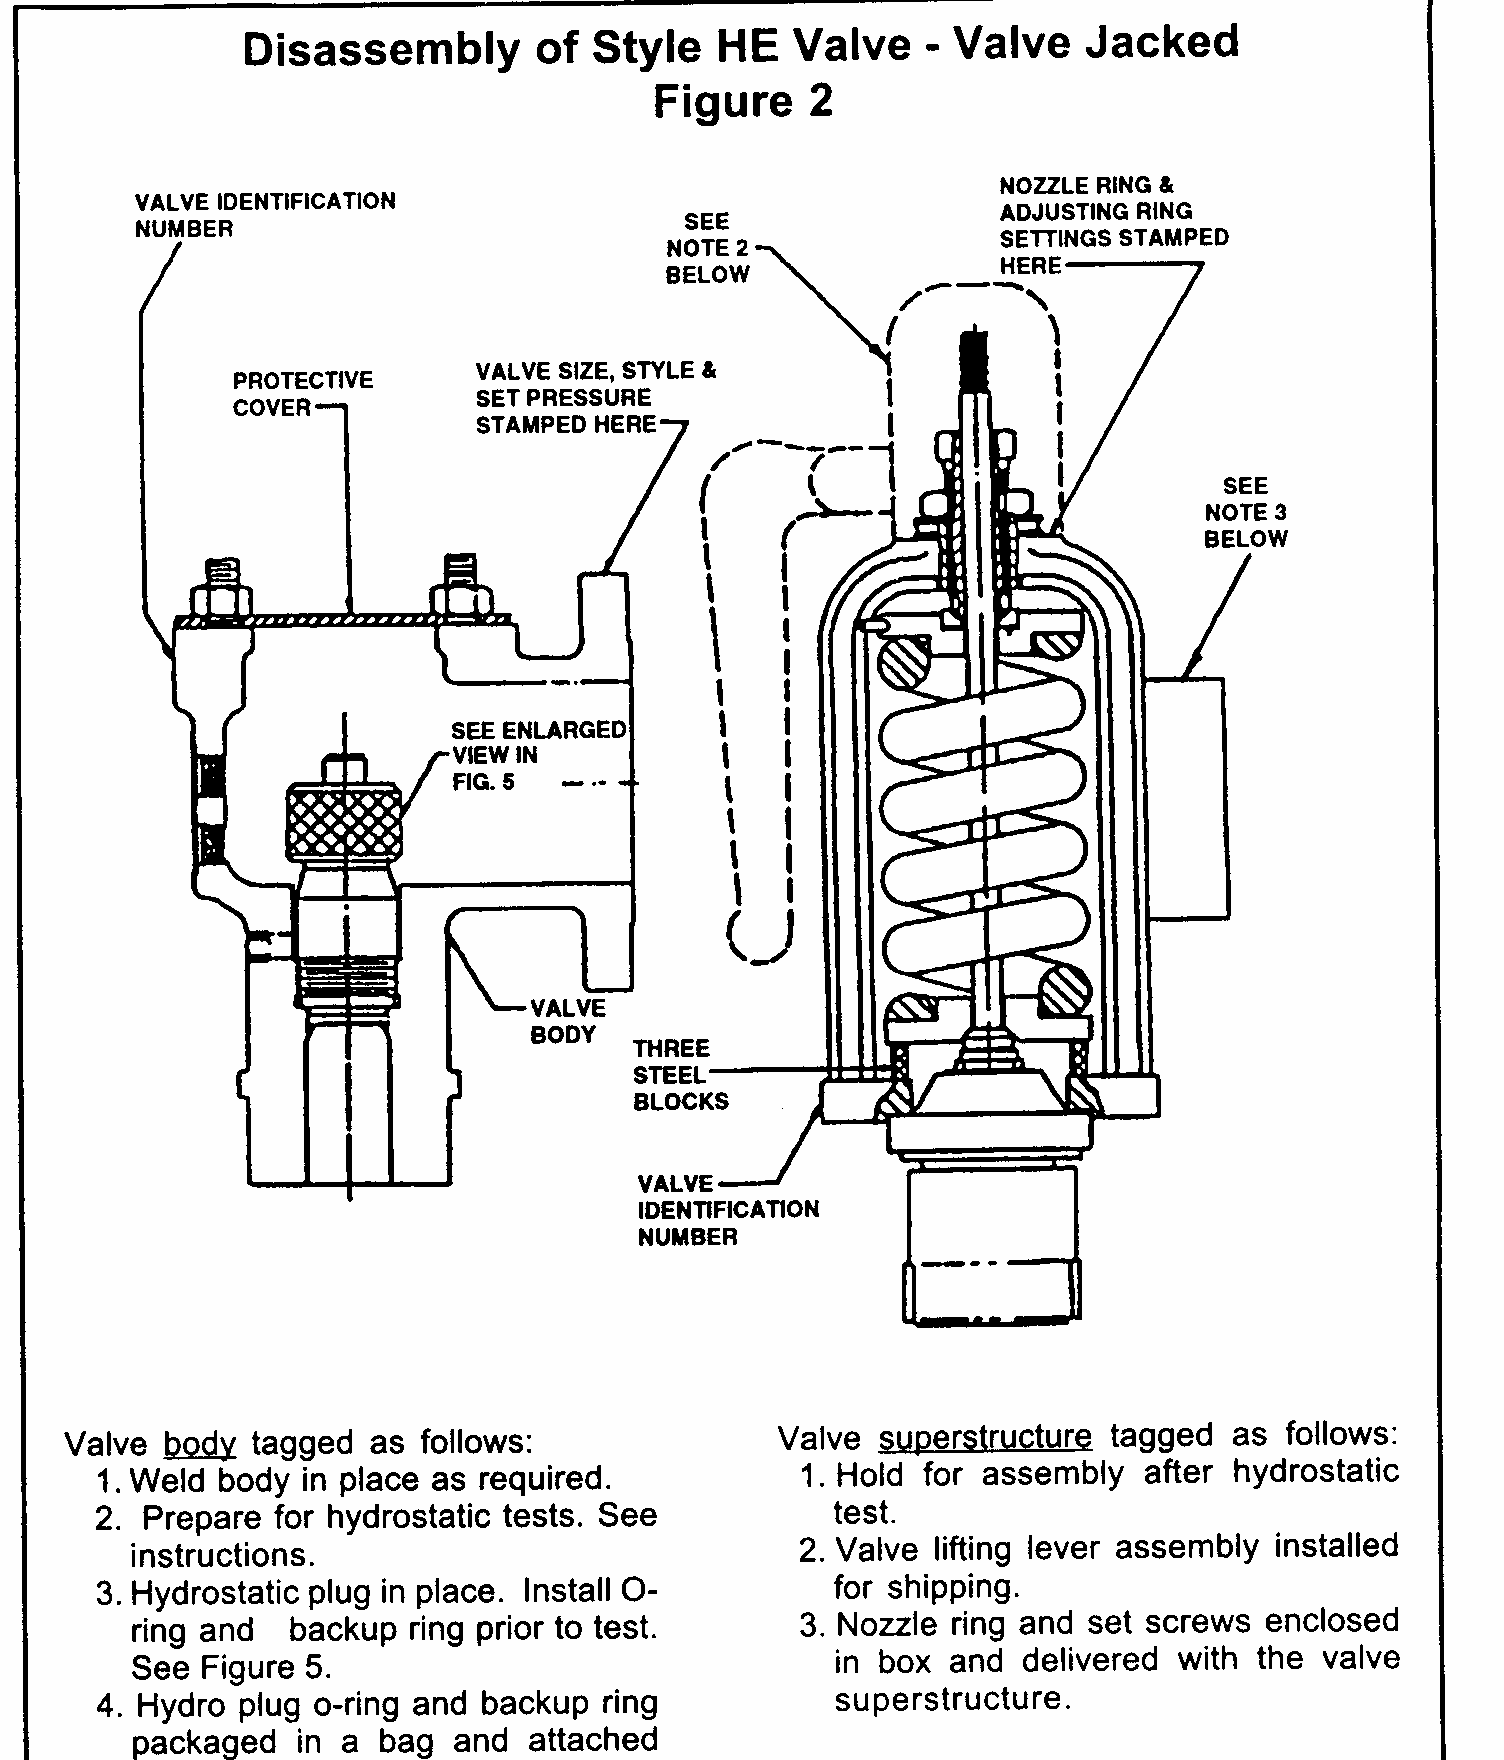 Disassembly of Style HE Valve - Valve Jacked
Figure 2
VALVE IDENTIFICATION
NUMBER
SEE
NOTE 2
BELOW
NOZZLE RING &
ADJUSTING RING
SETTINGS STAMPED
HERE
PROTECTIVE
COVER
VALVE SIZE, STYLE &
SET PRESSURE
STAMPED HERE
SEE
NOTE 3
BELOW
SEE ENLARGED
VIEW IN
FIG. 5
VALVE
BODY
THREE
STEEL
BLOCKS
VALVE
IDENTIFICATION
NUMBER
Valve body tagged as follows:
1. Weld body in place as required.
2. Prepare for hydrostatic tests. See
instructions.
3. Hydrostatic plug in place. Install O-
ring and backup ring prior to test.
See Figure 5.
4. Hydro plug o-ring and backup ring
packaged in a bag and attached
Valve superstructure tagged as follows:
1. Hold for assembly after hydrostatic
test.
2. Valve lifting lever assembly installed
for shipping.
3. Nozzle ring and set screws enclosed
in box and delivered with the valve
superstructure.